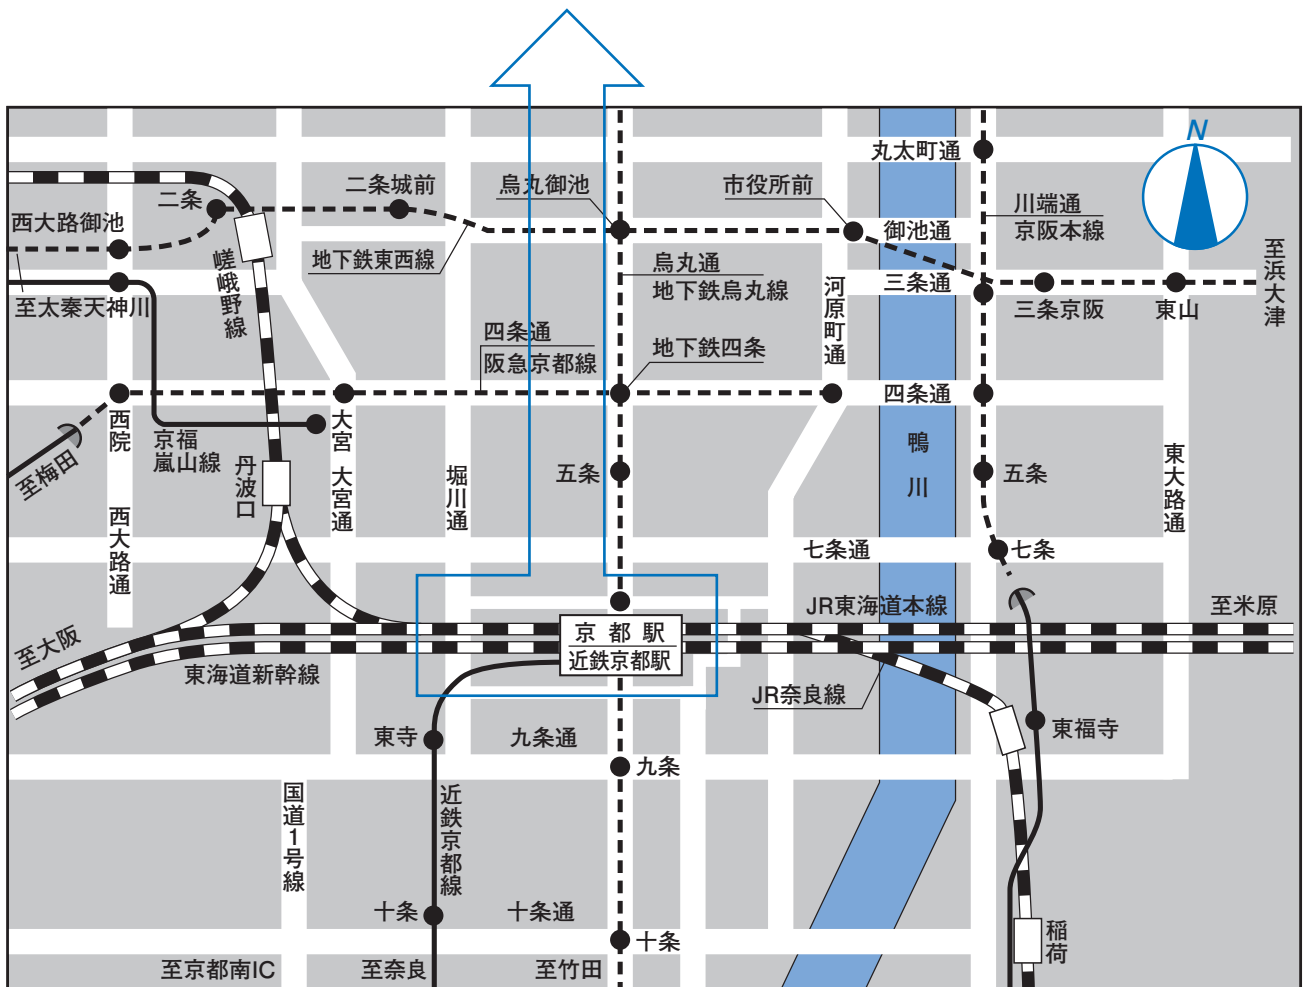 N
丸太町通
二条
二条城前
烏丸御池
市役所前
西大路御池
川端通
京阪本線
御池通
地下鉄東西線
嵯峨野線
烏丸通
地下鉄烏丸線
三条通
至浜大津
至太秦天神川
河原町通
三条京阪
東山
四条通
阪急京都線
地下鉄四条
四条通
西院
京福
嵐山線
大宮
至梅田
丹波口
大宮通
堀川通
五条
鴨川
五条
東大路通
西大路通
七条通
七条
JR東海道本線
至米原
至大阪
京都駅
近鉄京都駅
東海道新幹線
JR奈良線
東寺
九条通
九条
東福寺
国道1号線
近鉄京都線
十条
十条通
十条
稲荷
至京都南IC
至奈良
至竹田